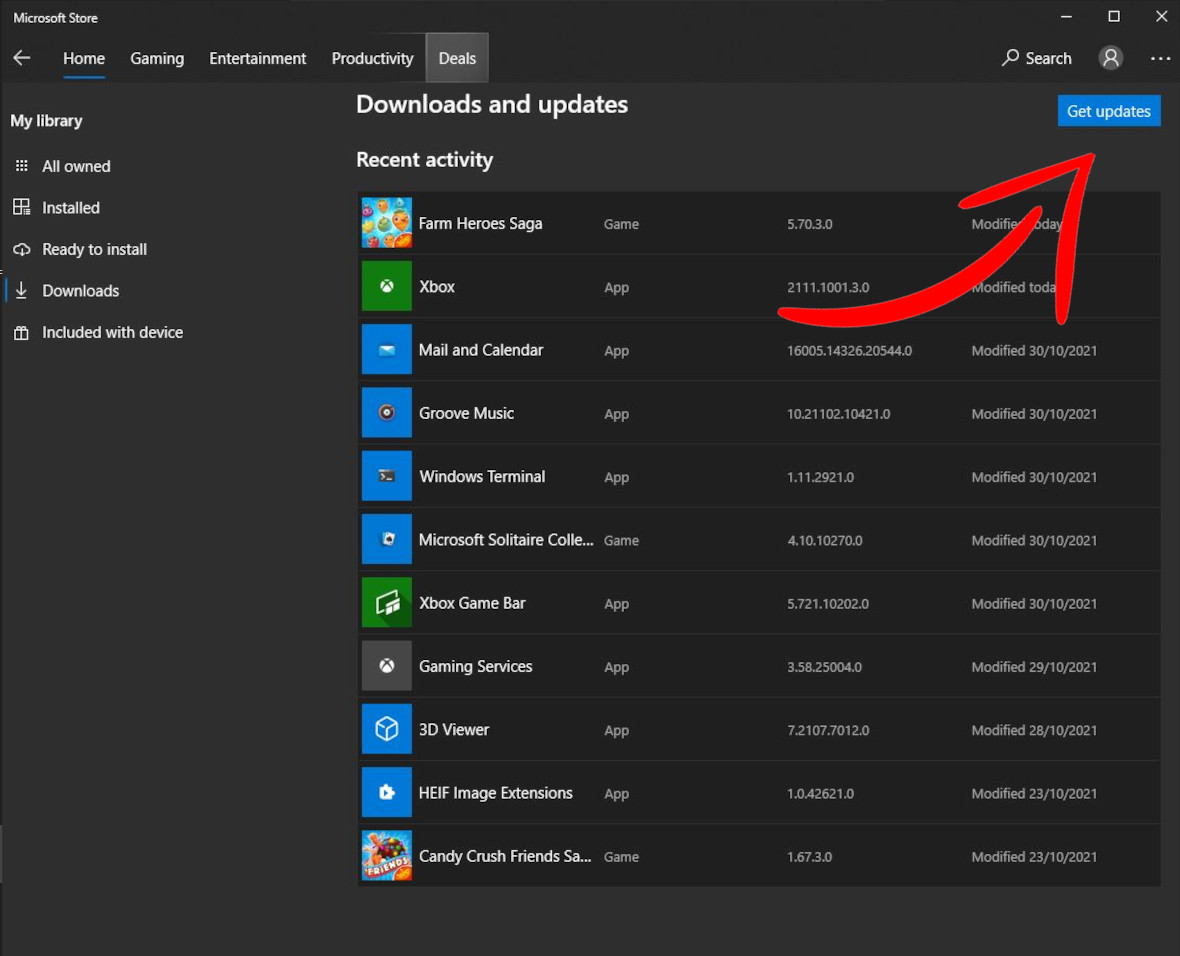 Microsoft Store
Home Gaming Entertainment Productivity Deals Search
Downloads and updates
Get updates
My library
All owned
Installed
Ready to install
Downloads
Included with device
Recent activity
Farm Heroes Saga Game 5.70.3.0 Modified today
Xbox App 2111.1001.3.0 Modified today
Mail and Calendar App 16005.14326.20544.0 Modified 30/10/2021
Groove Music App 10.21102.10421.0 Modified 30/10/2021
Windows Terminal App 1.11.2921.0 Modified 30/10/2021
Microsoft Solitaire Colle... Game 4.10.10270.0 Modified 30/10/2021
Xbox Game Bar App 5.721.10202.0 Modified 30/10/2021
Gaming Services App 3.58.25004.0 Modified 29/10/2021
3D Viewer App 7.2107.7012.0 Modified 28/10/2021
HEIF Image Extensions App 1.0.42621.0 Modified 23/10/2021
FRIENDS Candy Crush Friends Sa... Game 1.67.3.0 Modified 23/10/2021